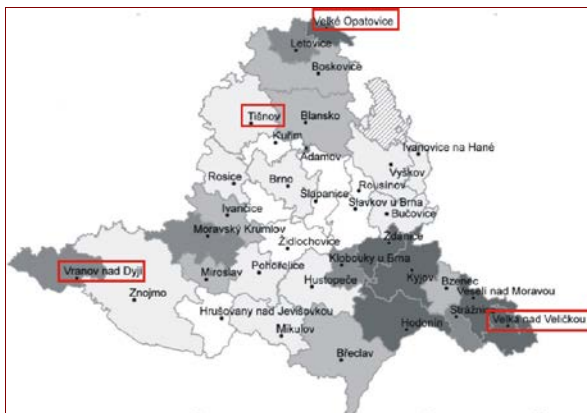 Velké Opatovice
Letovice
Boskovice
Tišnov
Blansko
Kuřim
Adamov
Ivanovice na Hané
Vyškov
Rosice
Brno
Rousínov
Šlapanice
Slavkov u Brna
Ivančice
Bučovice
Moravský Krumlov
Židlochovice
Ždánice
Klobouky u Brna
Vranov nad Dyjí
Miroslav
Pohořelice
Hustopeče
Kyjov
Bzenec
Veselí nad Moravou
Znojmo
Hrušovany nad Jevišovkou
Strážnice
Velká nad Veličkou
Mikulov
Hodonín
Břeclav